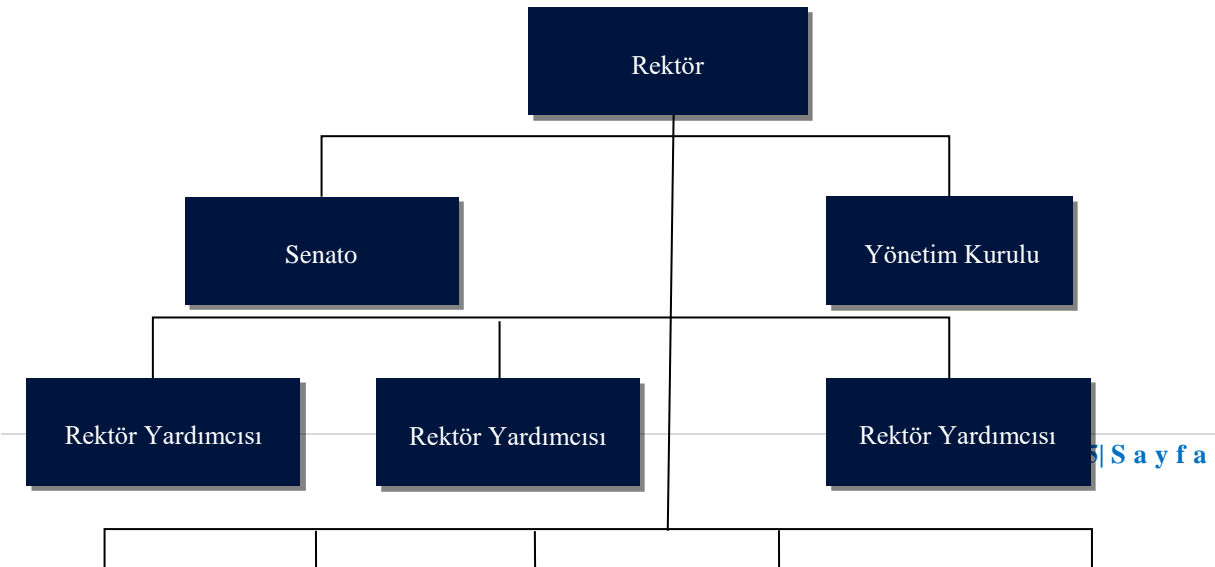 Rektör
Senato
Yönetim Kurulu
Rektör Yardımcısı
Rektör Yardımcısı
Rektör Yardımcısı
| S a y f a